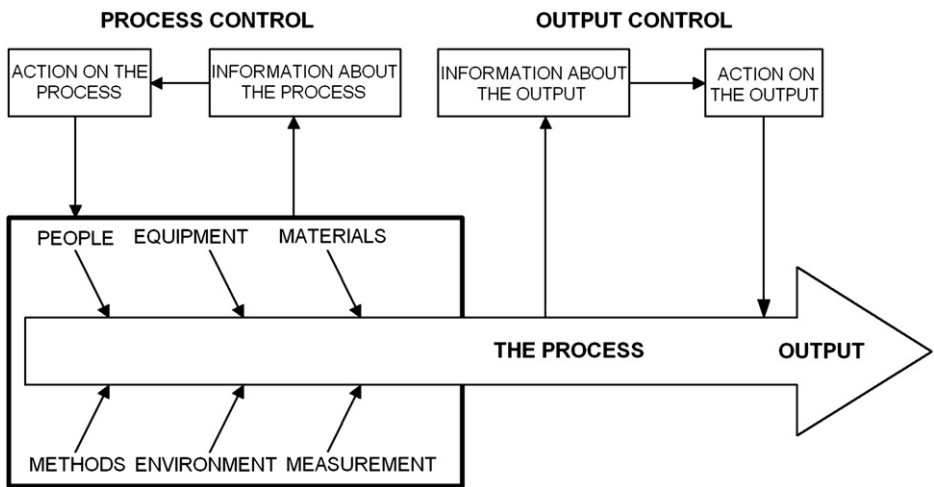 PROCESS CONTROL
OUTPUT CONTROL
ACTION ON THE
PROCESS
INFORMATION ABOUT
THE PROCESS
INFORMATION ABOUT
THE OUTPUT
ACTION ON
THE OUTPUT
PEOPLE
EQUIPMENT
MATERIALS
THE PROCESS
OUTPUT
METHODS
ENVIRONMENT
MEASUREMENT